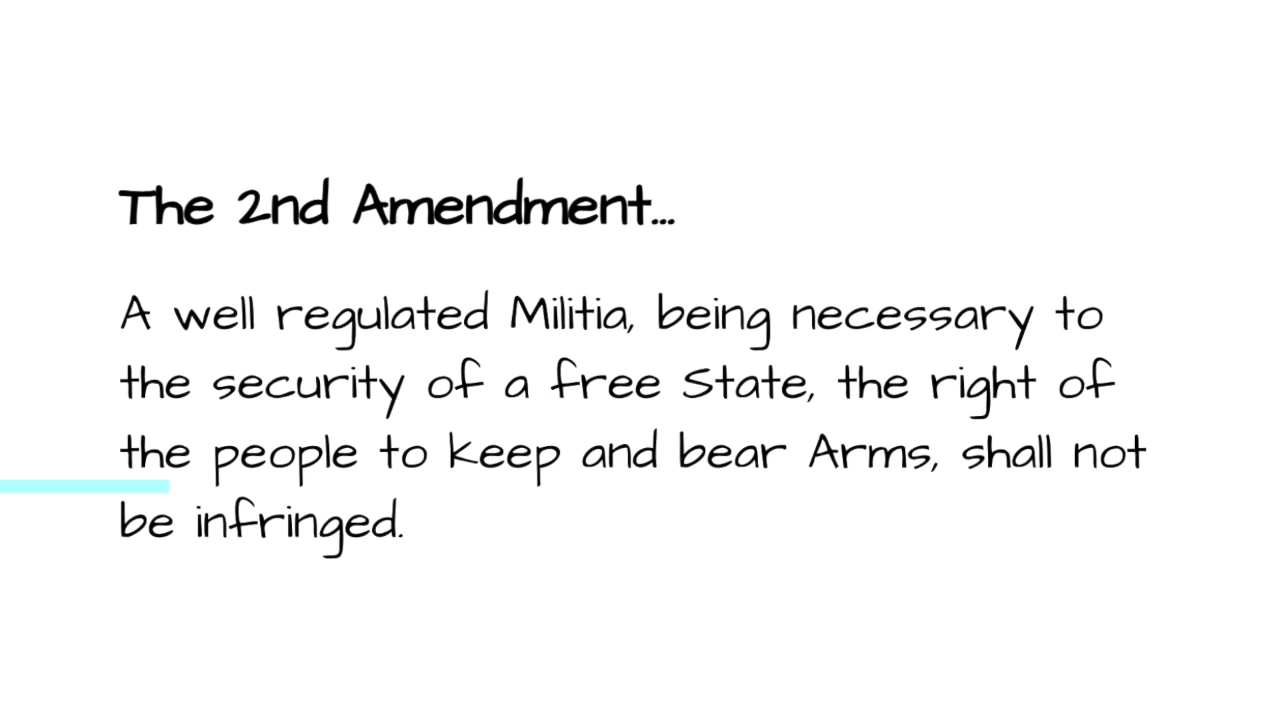 The 2nd Amendment...
A well regulated Militia, being necessary to
the security of a free State, the right of
the people to keep and bear Arms, shall not
be infringed.